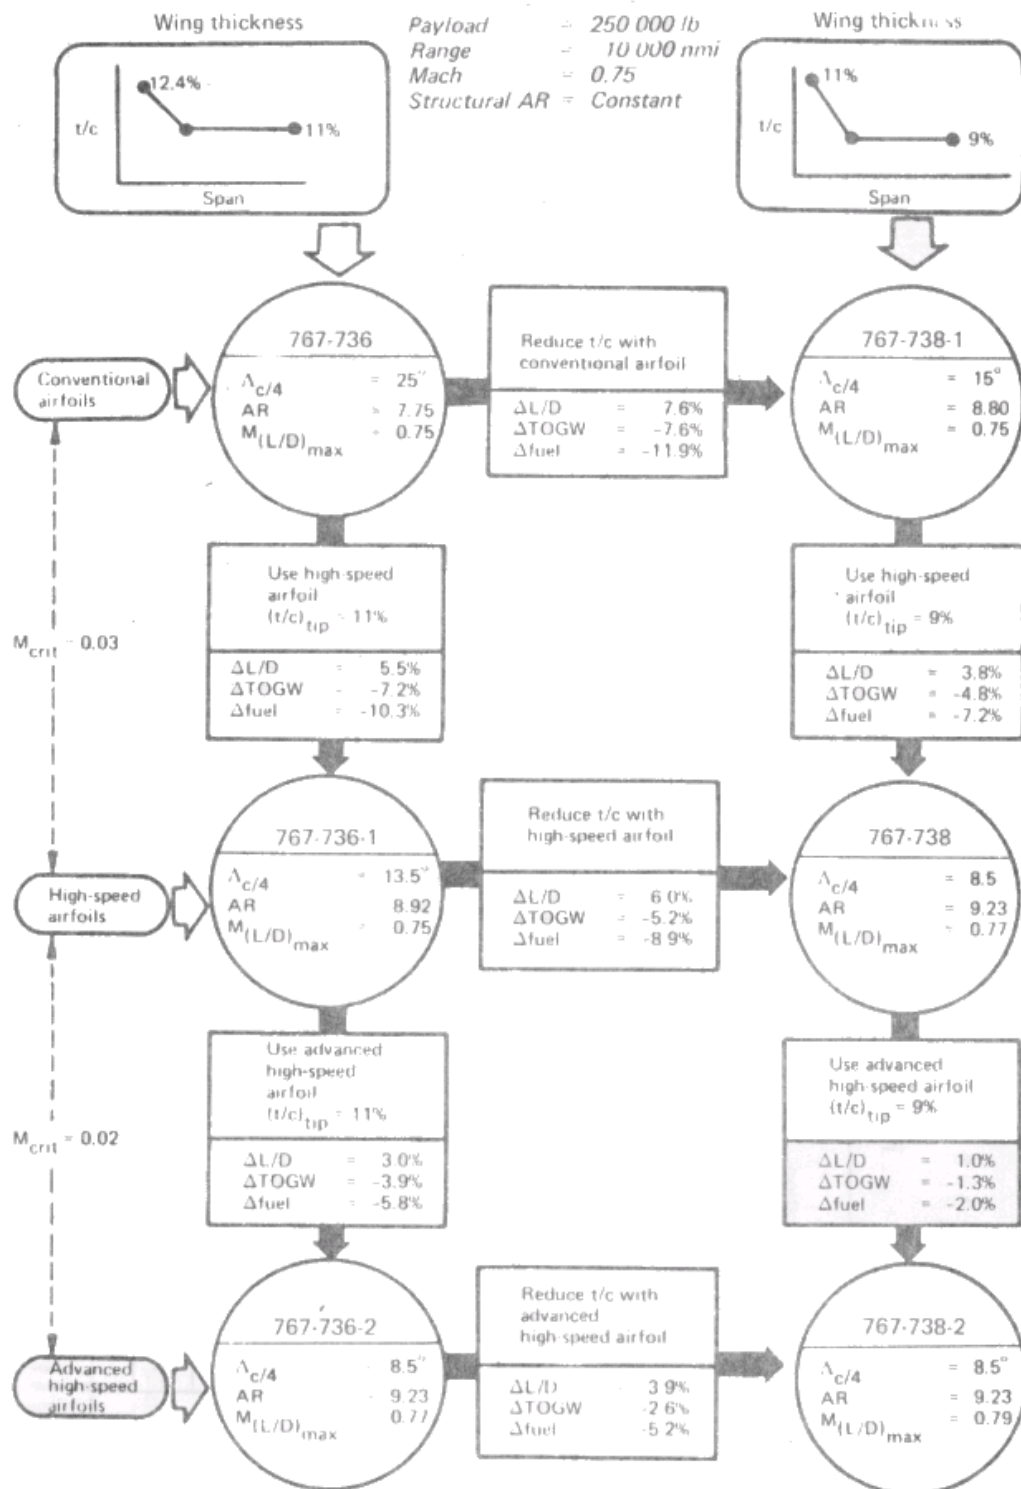 Wing thickness
12.4%
t/c
11%
Span
Payload = 250 000 lb
Range = 10 000 nmi
Mach = 0.75
Structural AR = Constant
Wing thickness
11%
t/c
9%
Span
Conventional
airfoils
767-736
Λc/4 = 25°
AR = 7.75
M(L/D)max = 0.75
Reduce t/c with
conventional airfoil
ΔL/D = 7.6%
ΔTOGW = -7.6%
Δfuel = -11.9%
767-738-1
Λc/4 = 15°
AR = 8.80
M(L/D)max = 0.75
Mcrit = 0.03
Use high-speed
airfoil
(t/c)tip = 11%
ΔL/D = 5.5%
ΔTOGW = -7.2%
Δfuel = -10.3%
Use high-speed
airfoil
(t/c)tip = 9%
ΔL/D = 3.8%
ΔTOGW = -4.8%
Δfuel = -7.2%
High-speed
airfoils
767-736-1
Λc/4 = 13.5°
AR 8.92
M(L/D)max = 0.75
Reduce t/c with
high-speed airfoil
ΔL/D = 6.0%
ΔTOGW = -5.2%
Δfuel = -8.9%
767-738
Λc/4 = 8.5
AR = 9.23
M(L/D)max = 0.77
Mcrit = 0.02
Use advanced
high-speed
airfoil
(t/c)tip = 11%
ΔL/D = 3.0%
ΔTOGW = -3.9%
Δfuel = -5.8%
Use advanced
high-speed airfoil
(t/c)tip = 9%
ΔL/D = 1.0%
ΔTOGW = -1.3%
Δfuel = -2.0%
Advanced
high-speed
airfoils
767-736-2
Λc/4 = 8.5°
AR = 9.23
M(L/D)max 0.77
Reduce t/c with
advanced
high-speed airfoil
ΔL/D = 3.9%
ΔTOGW = -2.6%
Δfuel = -5.2%
767-738-2
Λc/4 = 8.5°
AR = 9.23
M(L/D)max = 0.79